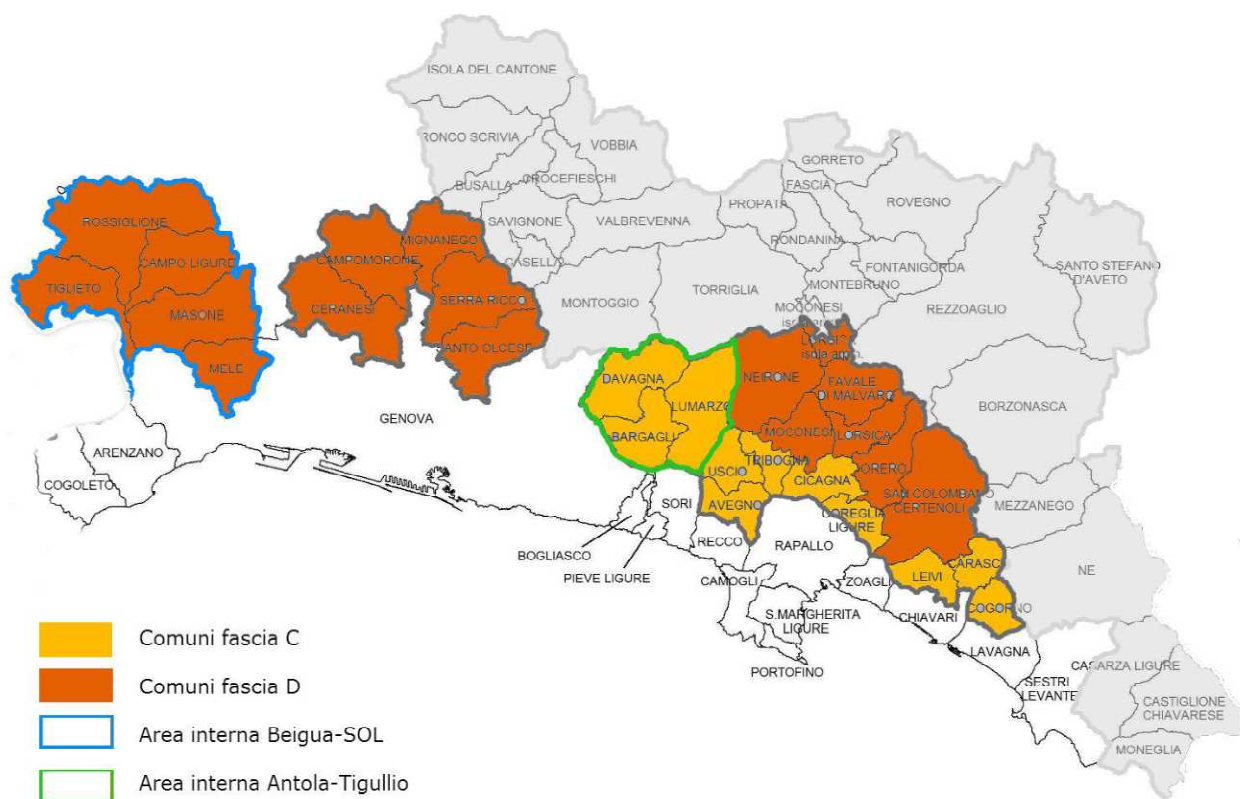 ISOLA DEL CANTONE
RONCO SCRIVIA
VOBBIA
CROCEFIESCHI
BUSALLA
GORRETO
FASCIA
ROVEGNO
PROPATA
SAVIGNONE
VALBREVENNA
RONDANINA
CASELLA
FONTANIGORDA
MONTEBRUNO
SANTO STEFANO
D'AVETO
MONTOGGIO
TORRIGLIA
REZZOAGLIO
MOCONESI
ROSSIGLIONE
CAMPO LIGURE
TIGLIETO
MASONE
MELE
MIGNANEGO
CAMPOMORONE
CERANESI
SERRA RICCO
SANTO OLCESE
isola amm.
DAVAGNA
LUMARZO
BARGAGLI
NEIRONE
FAVALE
DI MALVARO
MOCONESI
LORSICA
BORZONASCA
GENOVA
ARENZANO
COGOLETO
USCIO
TRIBOGNA
CICAGNA
ORERO
AVEGNO
COREGLIA
LIGURE
SAN COLOMBANO
CERTENOLI
MEZZANEGO
SORI
RECCO
RAPALLO
BOGLIASCO
PIEVE LIGURE
CAMOGLI
ZOAGLI
LEIVI
CARASCO
NE
COGORNO
CHIAVARI
S.MARGHERITA
LIGURE
PORTOFINO
LAVAGNA
SESTRI
LEVANTE
CASARZA LIGURE
CASTIGLIONE
CHIAVARESE
MONEGLIA
Comuni fascia C
Comuni fascia D
Area interna Beigua-SOL
Area interna Antola-Tigullio